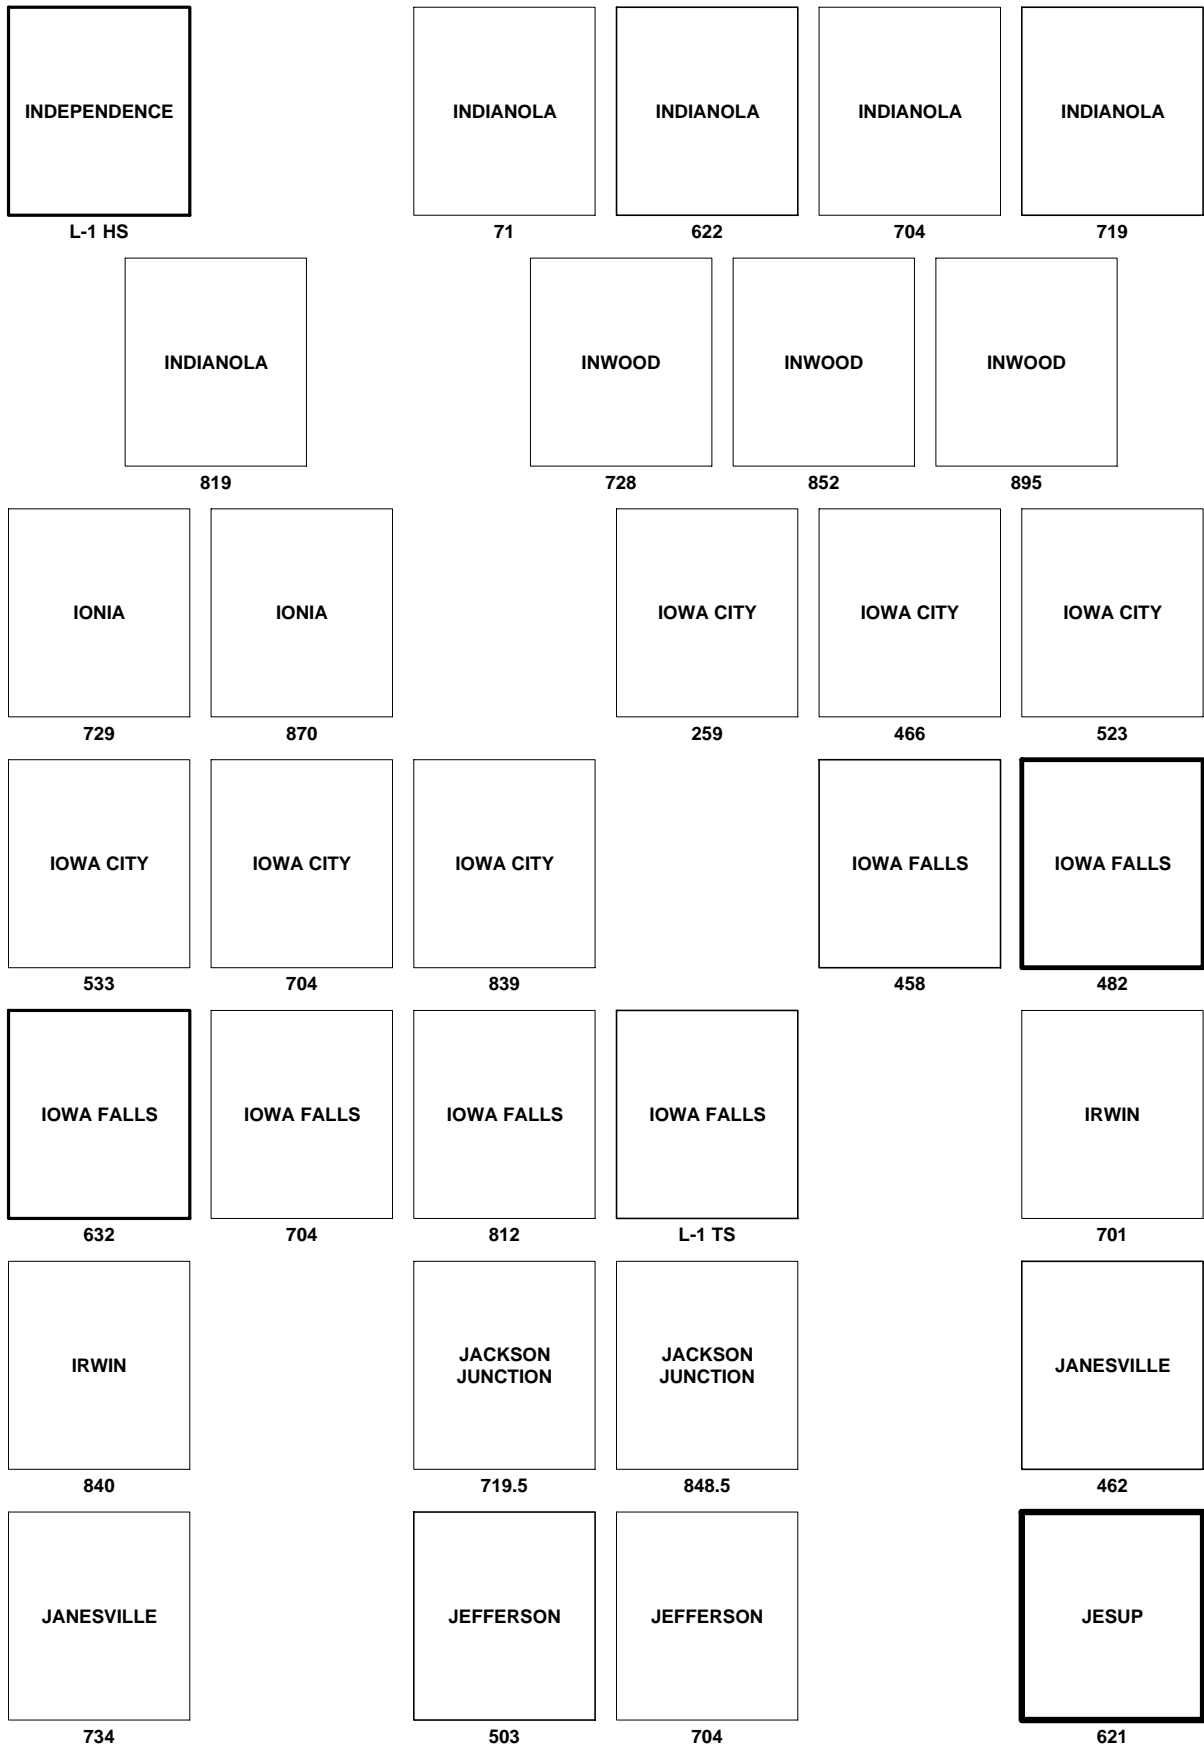 INDEPENDENCE INDIANOLA INDIANOLA INDIANOLA INDIANOLA
L-1 HS 71 622 704 719
INDIANOLA INWOOD INWOOD INWOOD
819 728 852 895
IONIA IONIA IOWA CITY IOWA CITY IOWA CITY
729 870 259 466 523
IOWA CITY IOWA CITY IOWA CITY IOWA FALLS IOWA FALLS
533 704 839 458 482
IOWA FALLS IOWA FALLS IOWA FALLS IOWA FALLS IRWIN
632 704 812 L-1 TS 701
IRWIN JACKSON JUNCTION JACKSON JUNCTION JANESVILLE
840 719.5 848.5 462
JANESVILLE JEFFERSON JEFFERSON JESUP
734 503 704 621